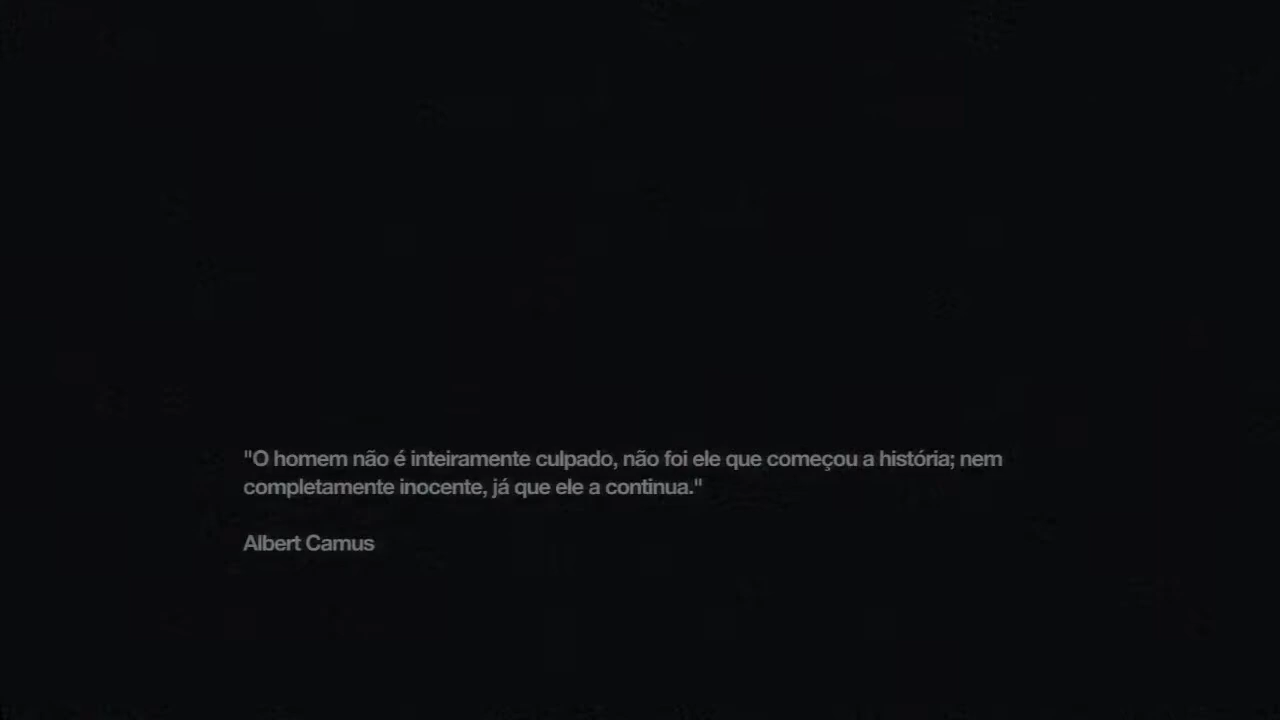 "O homem não é inteiramente culpado, não foi ele que começou a história; nem
completamente inocente, já que ele a continua."
Albert Camus